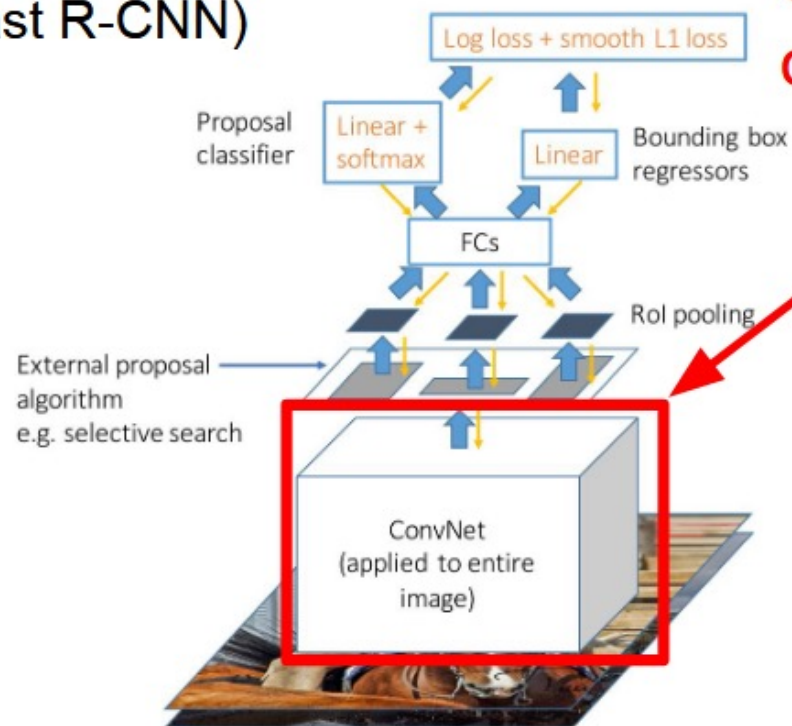 st R-CNN)
Log loss + smooth L1 loss
Proposal
classifier
Linear +
softmax
Linear
Bounding box
regressors
FCs
RoI pooling
External proposal
algorithm
e.g. selective search
ConvNet
(applied to entire
image)